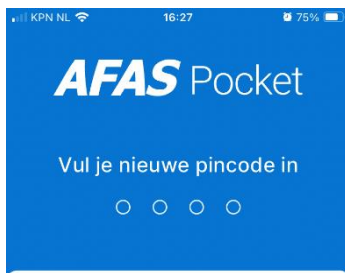 KPN NL 16:27 75%
AFAS Pocket
Vul je nieuwe pincode in